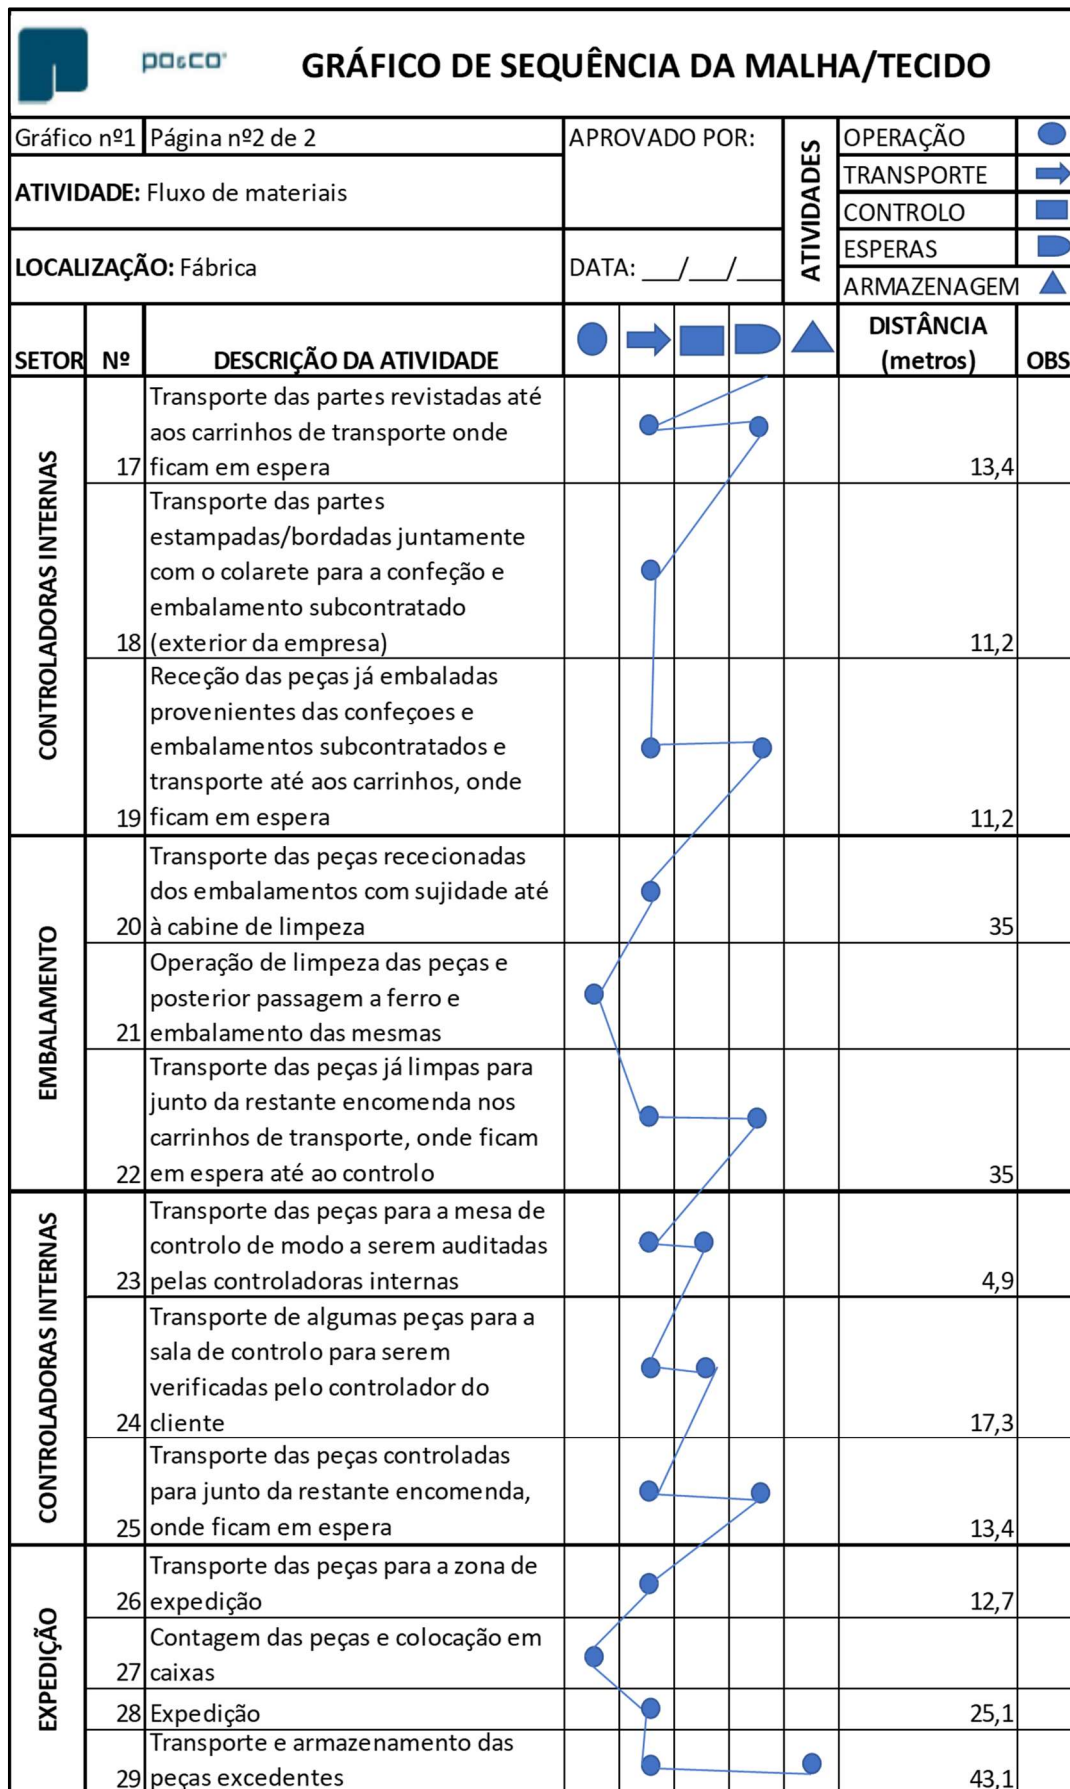 po&co®
GRÁFICO DE SEQUÊNCIA DA MALHA/TECIDO
Gráfico nº1 Página nº2 de 2
APROVADO POR:
ATIVIDADE: Fluxo de materiais
LOCALIZAÇÃO: Fábrica
DATA: ___/___/___
ATIVIDADES
OPERAÇÃO
TRANSPORTE
CONTROLO
ESPERAS
ARMAZENAGEM
SETOR Nº DESCRIÇÃO DA ATIVIDADE
DISTÂNCIA
(metros)
OBS
CONTROLADORAS INTERNAS
Transporte das partes revistadas até
aos carrinhos de transporte onde
17 ficam em espera 13,4
Transporte das partes
estampadas/bordadas juntamente
com o colarete para a confeção e
embalamento subcontratado
18 (exterior da empresa) 11,2
Receção das peças já embaladas
provenientes das confeçoes e
embalamentos subcontratados e
transporte até aos carrinhos, onde
19 ficam em espera 11,2
EMBALAMENTO
Transporte das peças rececionadas
dos embalamentos com sujidade até
20 à cabine de limpeza 35
Operação de limpeza das peças e
posterior passagem a ferro e
21 embalamento das mesmas
Transporte das peças já limpas para
junto da restante encomenda nos
carrinhos de transporte, onde ficam
22 em espera até ao controlo 35
CONTROLADORAS INTERNAS
Transporte das peças para a mesa de
controlo de modo a serem auditadas
23 pelas controladoras internas 4,9
Transporte de algumas peças para a
sala de controlo para serem
verificadas pelo controlador do
24 cliente 17,3
Transporte das peças controladas
para junto da restante encomenda,
25 onde ficam em espera 13,4
EXPEDIÇÃO
Transporte das peças para a zona de
26 expedição 12,7
Contagem das peças e colocação em
27 caixas
28 Expedição 25,1
Transporte e armazenamento das
29 peças excedentes 43,1